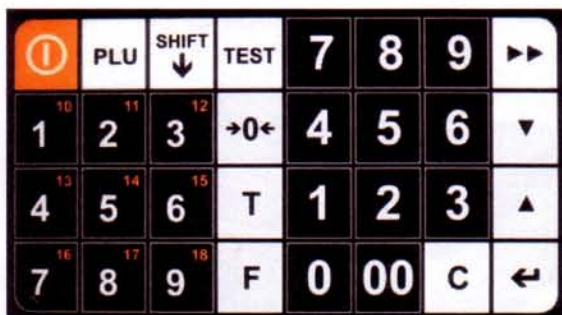 PLU SHIFT ↓ TEST 7 8 9 ▶▶
1 10 2 11 3 12 →0← 4 5 6 ▼
4 13 5 14 6 15 T 1 2 3 ▲
7 16 8 17 9 18 F 0 00 C ↵